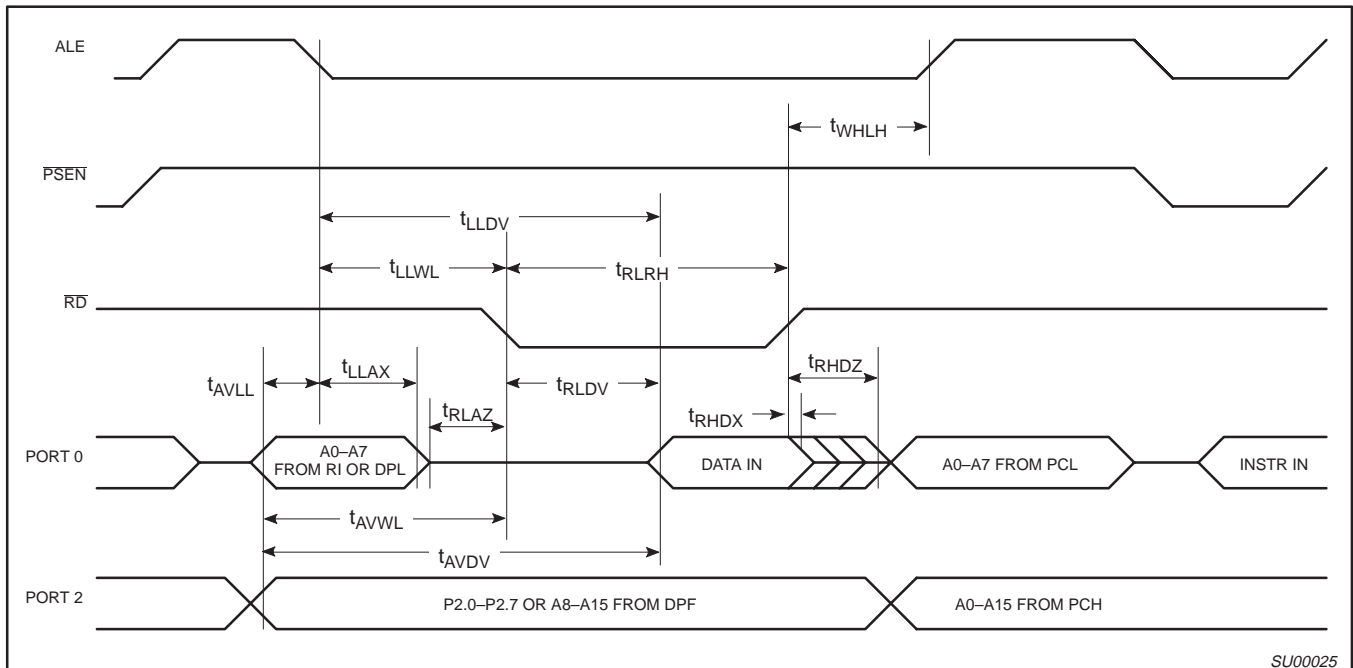 ALE
tWHLH
PSEN
tLLDV
tLLWL
tRLRH
RD
tAVLL
tLLAX
tRLAZ
tRLDV
tRHDZ
tRHDX
PORT 0
A0–A7
FROM RI OR DPL
DATA IN
A0–A7 FROM PCL
INSTR IN
tAVWL
tAVDV
PORT 2
P2.0–P2.7 OR A8–A15 FROM DPF
A0–A15 FROM PCH
SU00025